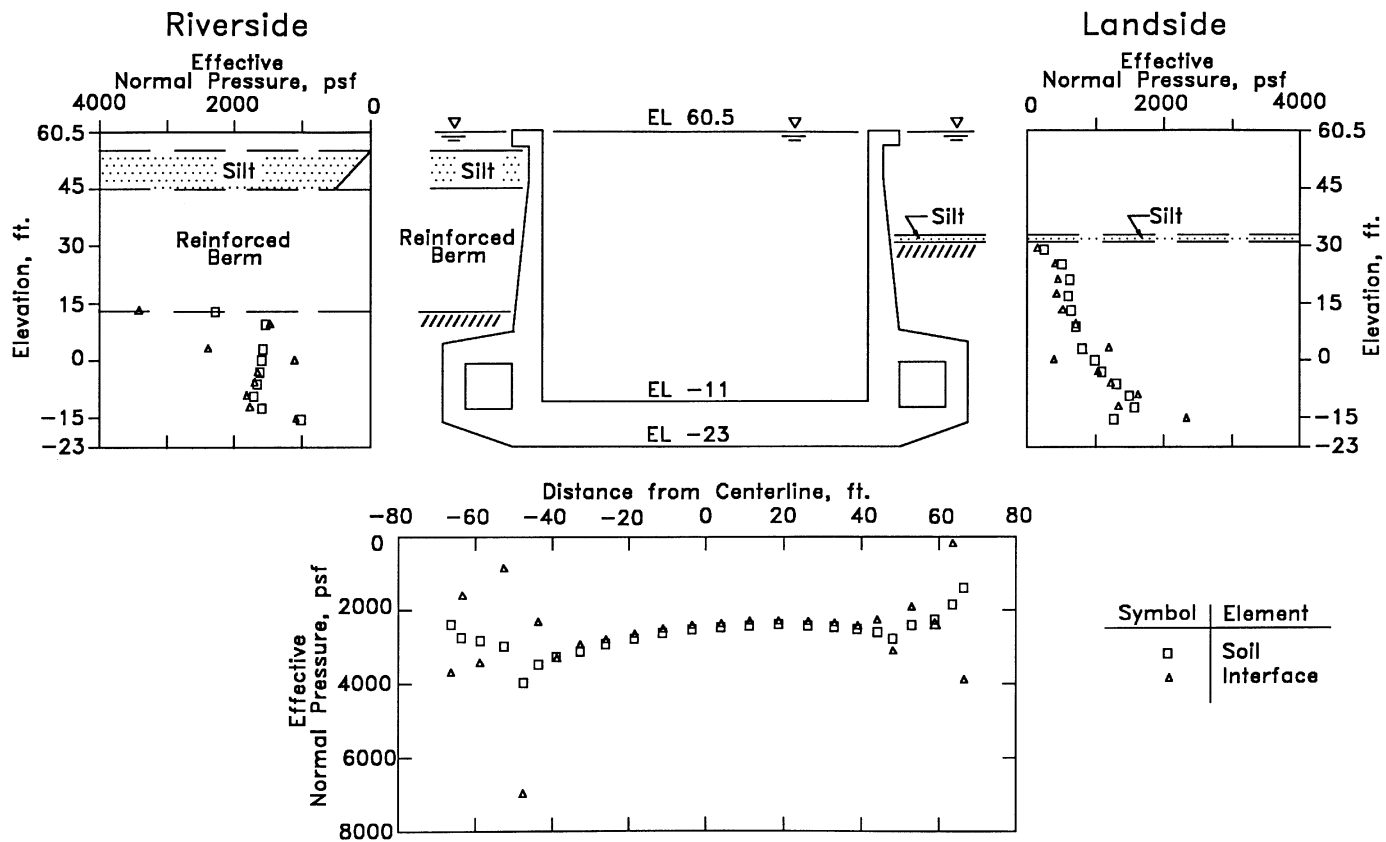 Riverside
Effective
Normal Pressure, psf
4000 2000 0
60.5
45
30
15
0
−15
−23
Elevation, ft.
Silt
Reinforced
Berm
EL 60.5
Silt
Reinforced
Berm
Silt
EL −11
EL −23
Landside
Effective
Normal Pressure, psf
0 2000 4000
60.5
45
30
15
0
−15
−23
Elevation, ft.
Silt
Distance from Centerline, ft.
−80 −60 −40 −20 0 20 40 60 80
0
2000
4000
6000
8000
Effective
Normal Pressure, psf
Symbol Element
Soil
Interface